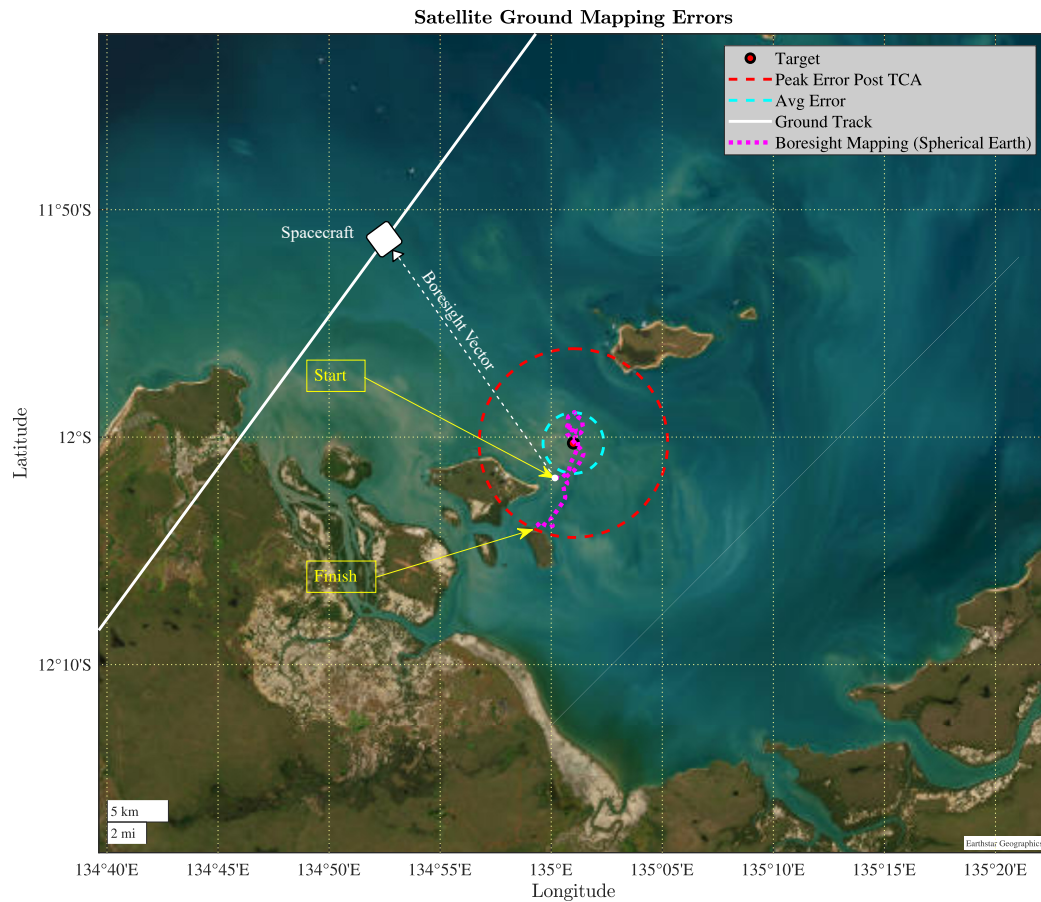 Satellite Ground Mapping Errors
Target
Peak Error Post TCA
Avg Error
Ground Track
Boresight Mapping (Spherical Earth)
Latitude
11°50'S
12°S
12°10'S
Spacecraft
Boresight Vector
Start
Finish
5 km
2 mi
Earthstar Geographics
134°40'E
134°45'E
134°50'E
134°55'E
135°E
135°05'E
135°10'E
135°15'E
135°20'E
Longitude